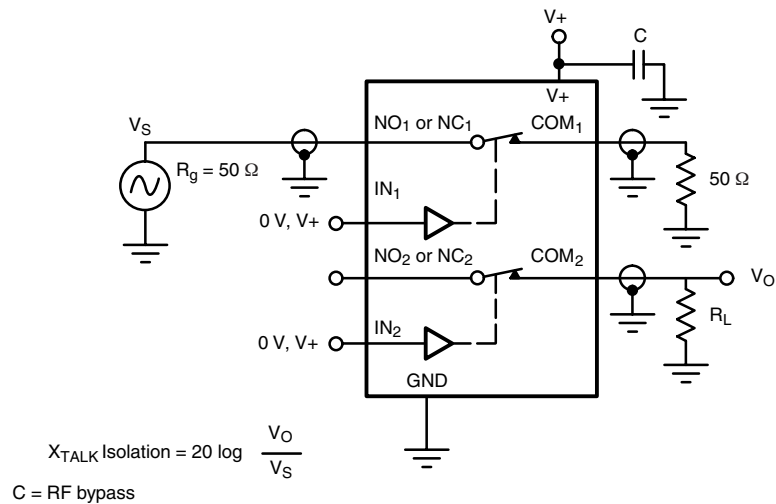 V+
C
V+
VS
NO1 or NC1
COM1
Rg = 50 Ω
50 Ω
IN1
0 V, V+
NO2 or NC2
COM2
VO
RL
IN2
0 V, V+
GND
XTALK Isolation = 20 log VO
VS
C = RF bypass